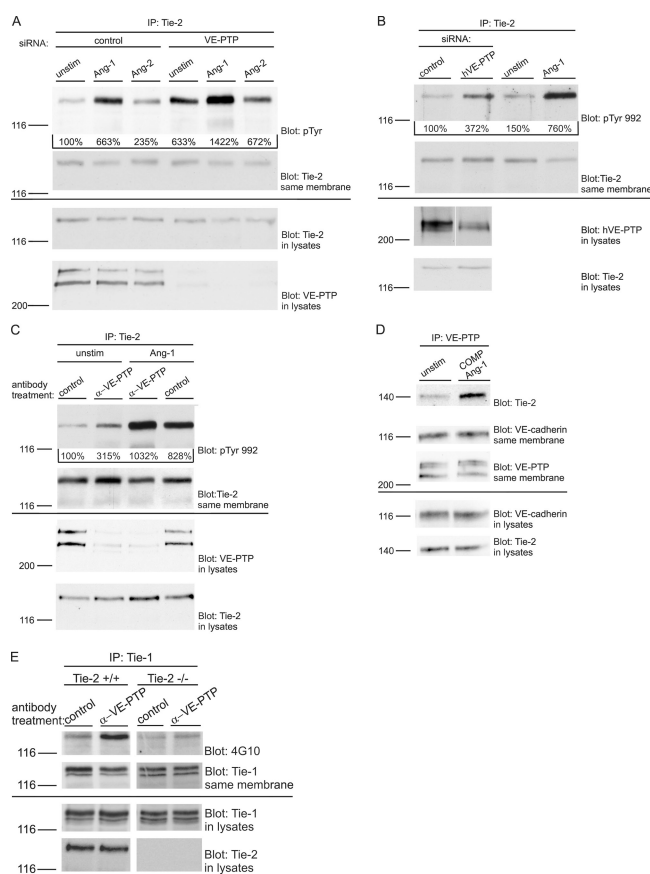 A
IP: Tie-2
siRNA: control VE-PTP
unstim Ang-1 Ang-2 unstim Ang-1 Ang-2
116
Blot: pTyr
100% 663% 235% 633% 1422% 672%
116
Blot: Tie-2
same membrane
116
Blot: Tie-2
in lysates
200
Blot: VE-PTP
in lysates
B
IP: Tie-2
siRNA:
control hVE-PTP unstim Ang-1
116
Blot: pTyr 992
100% 372% 150% 760%
116
Blot:Tie-2
same membrane
200
Blot: hVE-PTP
in lysates
116
Blot: Tie-2
in lysates
C
IP: Tie-2
unstim Ang-1
antibody
treatment: control α–VE-PTP α–VE-PTP control
116
Blot: pTyr 992
100% 315% 1032% 828%
116
Blot:Tie-2
same membrane
200
Blot: VE-PTP
in lysates
116
Blot: Tie-2
in lysates
D
IP: VE-PTP
unstim COMP
Ang-1
140
Blot: Tie-2
116
Blot: VE-cadherin
same membrane
200
Blot: VE-PTP
same membrane
116
Blot: VE-cadherin
in lysates
140
Blot: Tie-2
in lysates
E
IP: Tie-1
Tie-2 +/+ Tie-2 -/-
antibody
treatment: control α–VE-PTP control α–VE-PTP
116
Blot: 4G10
116
Blot: Tie-1
same membrane
116
Blot: Tie-1
in lysates
116
Blot: Tie-2
in lysates